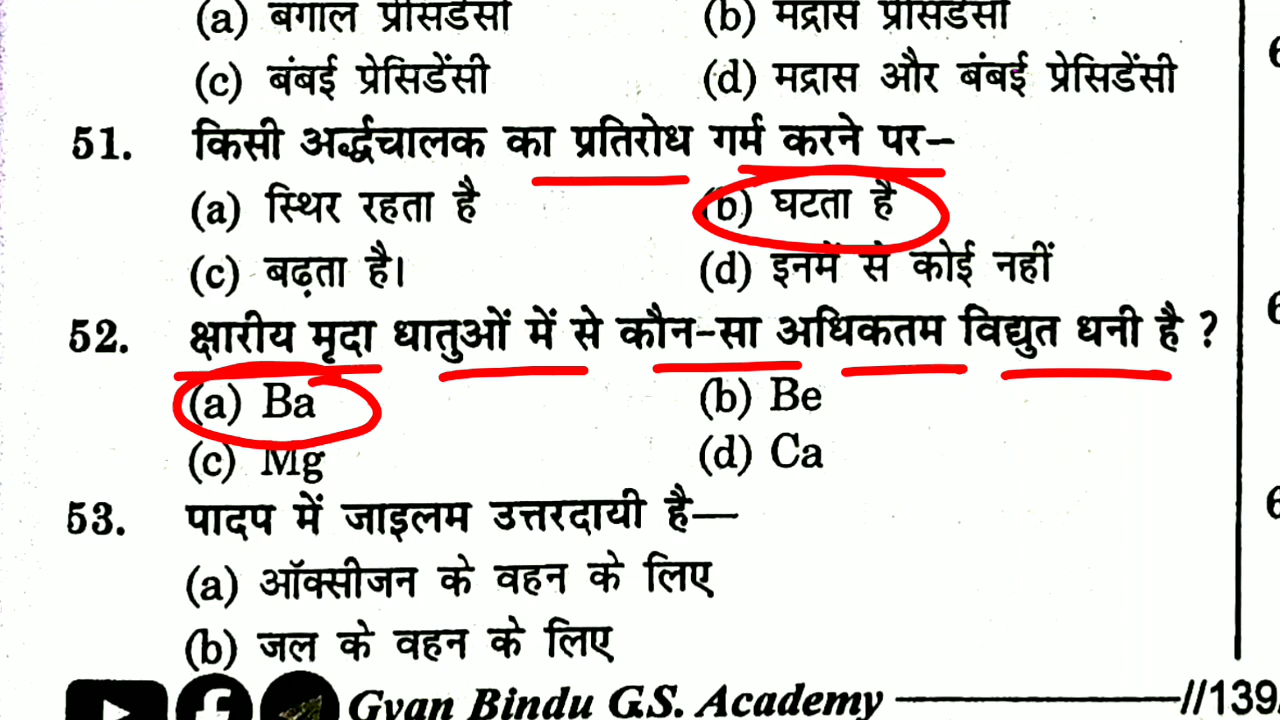 (a) बंगाल प्रेसिडेंसी (b) मद्रास प्रेसिडेंसी
(c) बंबई प्रेसिडेंसी (d) मद्रास और बंबई प्रेसिडेंसी
51. किसी अर्द्धचालक का प्रतिरोध गर्म करने पर–
(a) स्थिर रहता है (b) घटता है
(c) बढ़ता है। (d) इनमें से कोई नहीं
52. क्षारीय मृदा धातुओं में से कौन-सा अधिकतम विद्युत धनी है ?
(a) Ba (b) Be
(c) Mg (d) Ca
53. पादप में जाइलम उत्तरदायी है—
(a) ऑक्सीजन के वहन के लिए
(b) जल के वहन के लिए
Gyan Bindu G.S. Academy //139